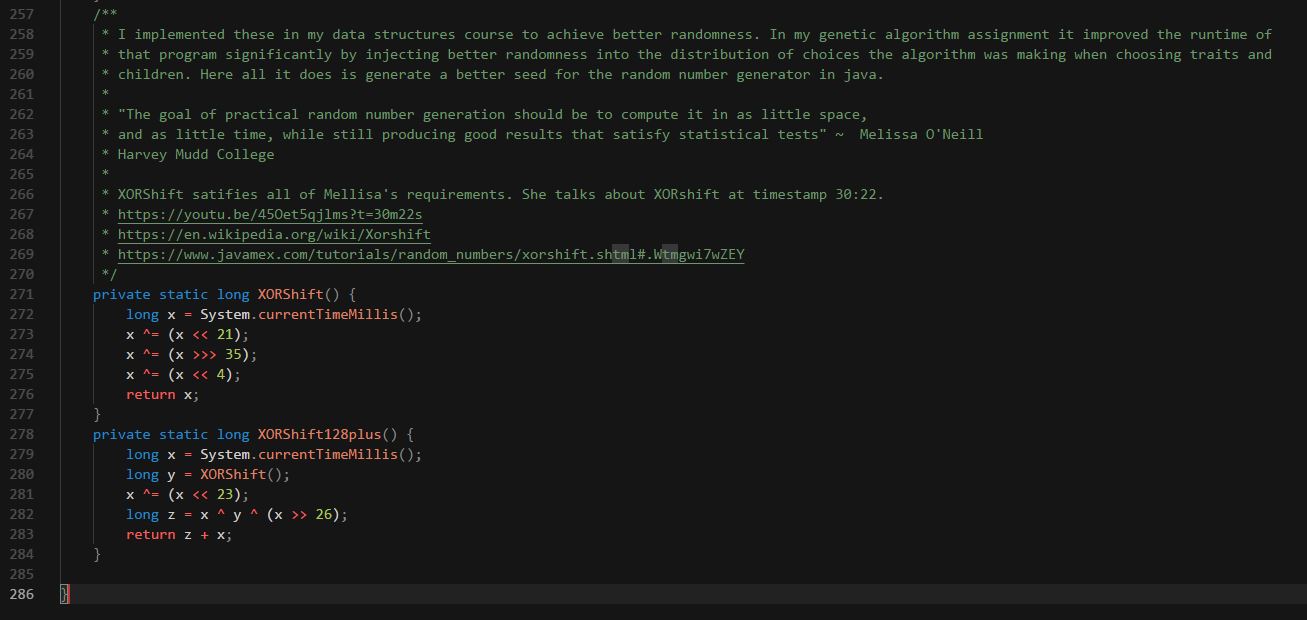 257 /**
258 * I implemented these in my data structures course to achieve better randomness. In my genetic algorithm assignment it improved the runtime of
259 * that program significantly by injecting better randomness into the distribution of choices the algorithm was making when choosing traits and
260 * children. Here all it does is generate a better seed for the random number generator in java.
261 *
262 * "The goal of practical random number generation should be to compute it in as little space,
263 * and as little time, while still producing good results that satisfy statistical tests" ~  Melissa O'Neill
264 * Harvey Mudd College
265 *
266 * XORShift satifies all of Mellisa's requirements. She talks about XORshift at timestamp 30:22.
267 * https://youtu.be/45Oet5qjlms?t=30m22s
268 * https://en.wikipedia.org/wiki/Xorshift
269 * https://www.javamex.com/tutorials/random_numbers/xorshift.shtml#.Wtmgwi7wZEY
270 */
271 private static long XORShift() {
272 long x = System.currentTimeMillis();
273 x ^= (x << 21);
274 x ^= (x >>> 35);
275 x ^= (x << 4);
276 return x;
277 }
278 private static long XORShift128plus() {
279 long x = System.currentTimeMillis();
280 long y = XORShift();
281 x ^= (x << 23);
282 long z = x ^ y ^ (x >> 26);
283 return z + x;
284 }
285
286 }